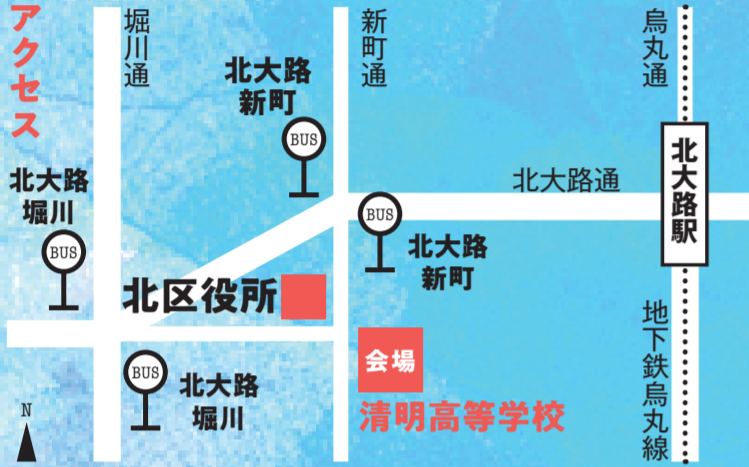 アクセス
堀川通
新町通
烏丸通
北大路
新町
BUS
北大路
堀川
BUS
北大路通
北大路駅
BUS
北大路
新町
北区役所
会場
清明高等学校
BUS
北大路
堀川
地下鉄烏丸線
N